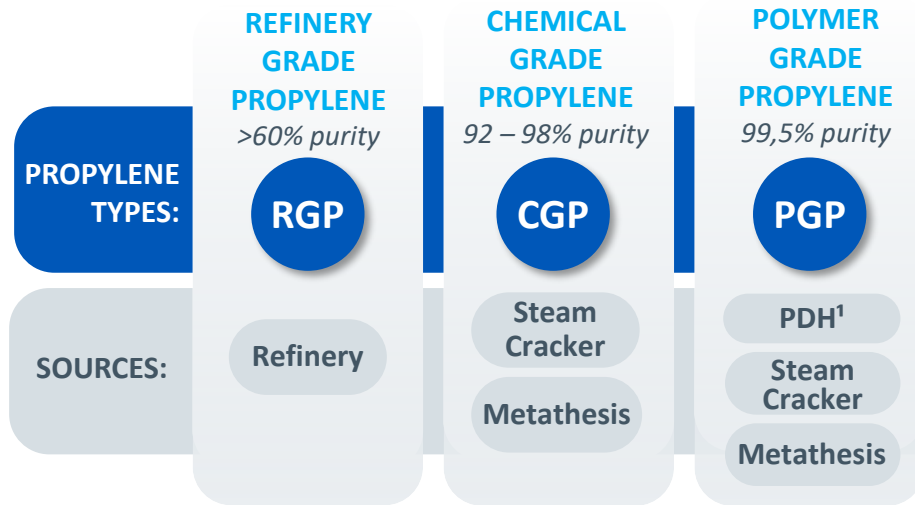 REFINERY
GRADE
PROPYLENE
>60% purity
CHEMICAL
GRADE
PROPYLENE
92 – 98% purity
POLYMER
GRADE
PROPYLENE
99,5% purity
PROPYLENE
TYPES:
RGP
CGP
PGP
SOURCES:
Refinery
Steam
Cracker
Metathesis
PDH¹
Steam
Cracker
Metathesis